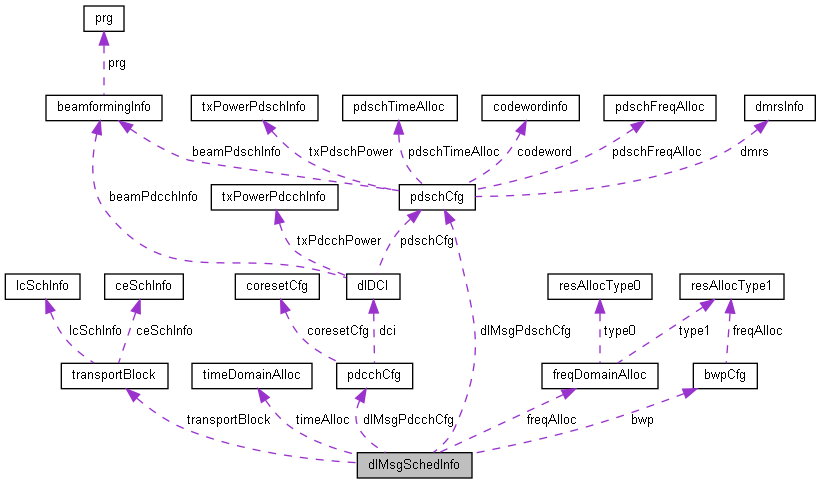 prg
prg
beamformingInfo
txPowerPdschInfo
pdschTimeAlloc
codewordinfo
pdschFreqAlloc
dmrsInfo
beamPdschInfo
txPdschPower
pdschTimeAlloc
codeword
pdschFreqAlloc
dmrs
beamPdcchInfo
txPowerPdcchInfo
pdschCfg
txPdcchPower
pdschCfg
lcSchInfo
ceSchInfo
coresetCfg
dlDCI
resAllocType0
resAllocType1
lcSchInfo
ceSchInfo
coresetCfg
dci
dlMsgPdschCfg
type0
type1
freqAlloc
transportBlock
timeDomainAlloc
pdcchCfg
freqDomainAlloc
bwpCfg
transportBlock
timeAlloc
dlMsgPdcchCfg
freqAlloc
bwp
dlMsgSchedInfo